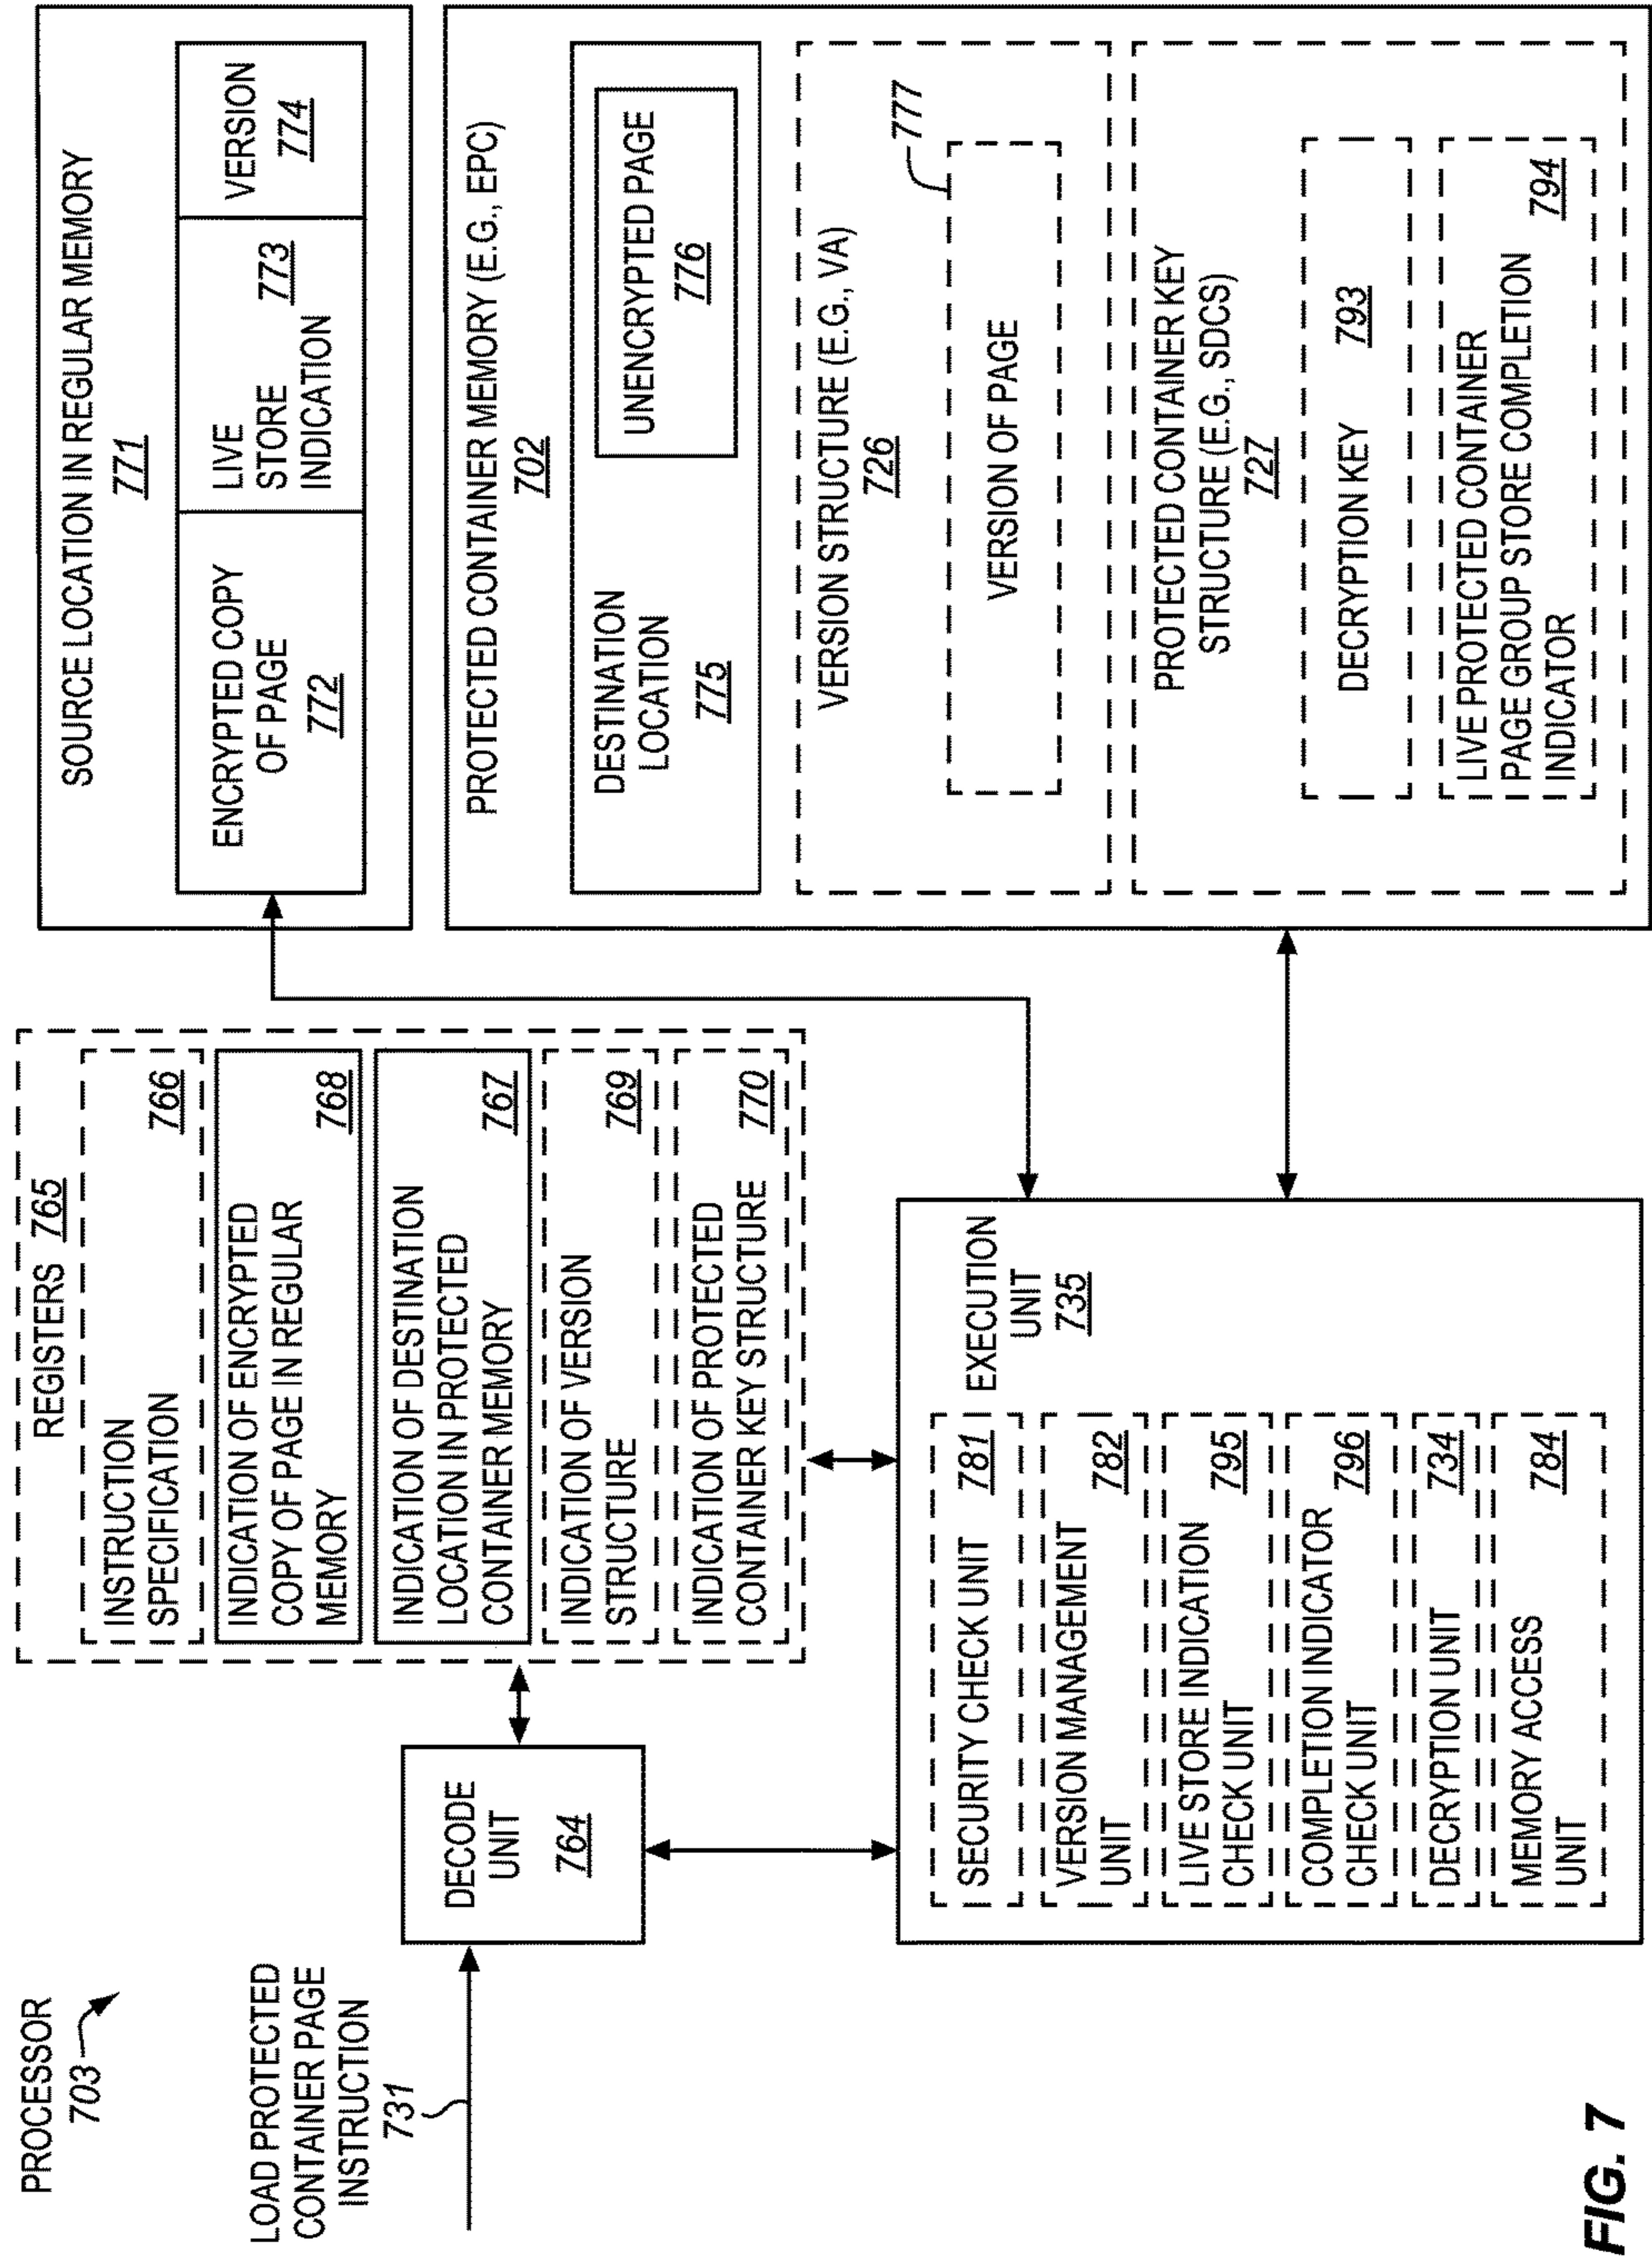 PROCESSOR
703
LOAD PROTECTED
CONTAINER PAGE
INSTRUCTION
731
DECODE
UNIT
764
REGISTERS 765
INSTRUCTION
SPECIFICATION 766
INDICATION OF ENCRYPTED
COPY OF PAGE IN REGULAR
MEMORY 768
INDICATION OF DESTINATION
LOCATION IN PROTECTED
CONTAINER MEMORY 767
INDICATION OF VERSION
STRUCTURE 769
INDICATION OF PROTECTED
CONTAINER KEY STRUCTURE 770
EXECUTION
UNIT
735
SECURITY CHECK UNIT 781
VERSION MANAGEMENT
UNIT 782
LIVE STORE INDICATION
CHECK UNIT 795
COMPLETION INDICATOR
CHECK UNIT 796
DECRYPTION UNIT 734
MEMORY ACCESS
UNIT 784
SOURCE LOCATION IN REGULAR MEMORY
771
ENCRYPTED COPY
OF PAGE
772
LIVE
STORE 773
INDICATION
VERSION
774
PROTECTED CONTAINER MEMORY (E.G., EPC)
702
DESTINATION
LOCATION
775
UNENCRYPTED PAGE
776
VERSION STRUCTURE (E.G., VA)
726
777
VERSION OF PAGE
PROTECTED CONTAINER KEY
STRUCTURE (E.G., SDCS)
727
DECRYPTION KEY 793
LIVE PROTECTED CONTAINER
PAGE GROUP STORE COMPLETION
INDICATOR 794
FIG. 7